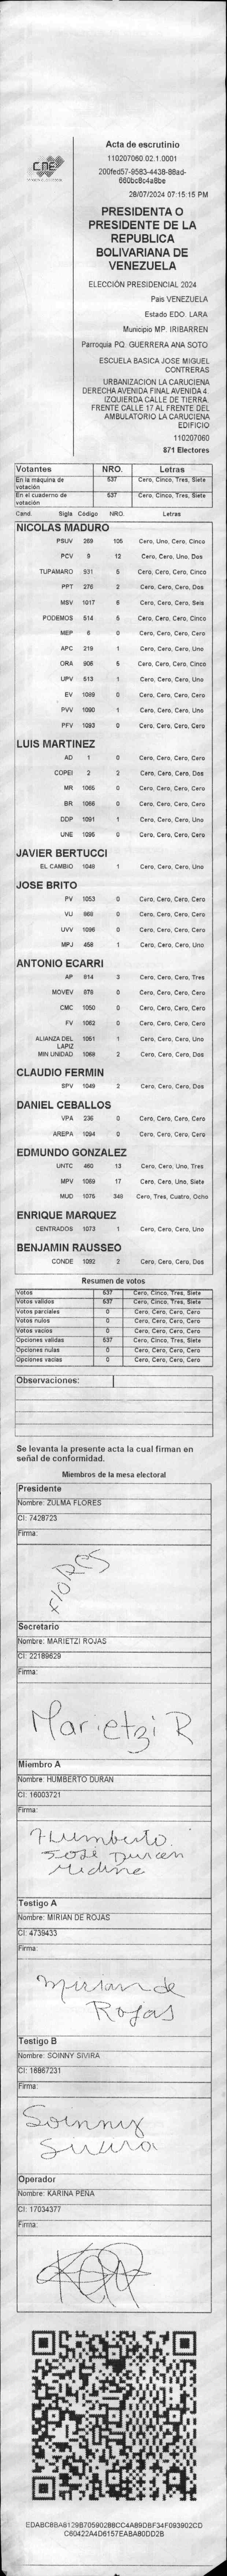 CNE
Acta de escrutinio
110207060.02.1.0001
200fed57-9583-4438-88ad-
660bc8c4a8be
28/07/2024 07:15:15 PM
PRESIDENTA O
PRESIDENTE DE LA
REPUBLICA
BOLIVARIANA DE
VENEZUELA
ELECCIÓN PRESIDENCIAL 2024
Pais VENEZUELA
Estado EDO. LARA
Municipio MP. IRIBARREN
Parroquia PQ. GUERRERA ANA SOTO
ESCUELA BASICA JOSE MIGUEL
CONTRERAS
URBANIZACION LA CARUCIENA
DERECHA AVENIDA FINAL AVENIDA 4.
IZQUIERDA CALLE DE TIERRA.
FRENTE CALLE 17 AL FRENTE DEL
AMBULATORIO LA CARUCIENA
EDIFICIO
110207060
871 Electores
Votantes NRO. Letras
En la máquina de votación 537 Cero, Cinco, Tres, Siete
En el cuaderno de votación 537 Cero, Cinco, Tres, Siete
Cand. Sigla Código NRO. Letras
NICOLAS MADURO
PSUV 269 105 Cero, Uno, Cero, Cinco
PCV 9 12 Cero, Cero, Uno, Dos
TUPAMARO 931 5 Cero, Cero, Cero, Cinco
PPT 276 2 Cero, Cero, Cero, Dos
MSV 1017 6 Cero, Cero, Cero, Seis
PODEMOS 514 5 Cero, Cero, Cero, Cinco
MEP 6 0 Cero, Cero, Cero, Cero
APC 219 1 Cero, Cero, Cero, Uno
ORA 906 5 Cero, Cero, Cero, Cinco
UPV 513 1 Cero, Cero, Cero, Uno
EV 1089 0 Cero, Cero, Cero, Cero
PVV 1090 1 Cero, Cero, Cero, Uno
PFV 1093 0 Cero, Cero, Cero, Cero
LUIS MARTINEZ
AD 1 0 Cero, Cero, Cero, Cero
COPEI 2 2 Cero, Cero, Cero, Dos
MR 1065 0 Cero, Cero, Cero, Cero
BR 1066 0 Cero, Cero, Cero, Cero
DDP 1091 1 Cero, Cero, Cero, Uno
UNE 1095 0 Cero, Cero, Cero, Cero
JAVIER BERTUCCI
EL CAMBIO 1048 1 Cero, Cero, Cero, Uno
JOSE BRITO
PV 1053 0 Cero, Cero, Cero, Cero
VU 868 0 Cero, Cero, Cero, Cero
UVV 1096 0 Cero, Cero, Cero, Cero
MPJ 458 1 Cero, Cero, Cero, Uno
ANTONIO ECARRI
AP 914 3 Cero, Cero, Cero, Tres
MOVEV 979 0 Cero, Cero, Cero, Cero
CMC 1050 0 Cero, Cero, Cero, Cero
FV 1062 0 Cero, Cero, Cero, Cero
ALIANZA DEL LAPIZ 1051 1 Cero, Cero, Cero, Uno
MIN UNIDAD 1069 2 Cero, Cero, Cero, Dos
CLAUDIO FERMIN
SPV 1049 2 Cero, Cero, Cero, Dos
DANIEL CEBALLOS
VPA 236 0 Cero, Cero, Cero, Cero
AREPA 1094 0 Cero, Cero, Cero, Cero
EDMUNDO GONZALEZ
UNTC 460 13 Cero, Cero, Uno, Tres
MPV 1069 17 Cero, Cero, Uno, Siete
MUD 1075 348 Cero, Tres, Cuatro, Ocho
ENRIQUE MARQUEZ
CENTRADOS 1073 1 Cero, Cero, Cero, Uno
BENJAMIN RAUSSEO
CONDE 1092 2 Cero, Cero, Cero, Dos
Resumen de votos
Votos 537 Cero, Cinco, Tres, Siete
Votos validos 537 Cero, Cinco, Tres, Siete
Votos parciales 0 Cero, Cero, Cero, Cero
Votos nulos 0 Cero, Cero, Cero, Cero
Votos vacios 0 Cero, Cero, Cero, Cero
Opciones validas 537 Cero, Cinco, Tres, Siete
Opciones nulas 0 Cero, Cero, Cero, Cero
Opciones vacias 0 Cero, Cero, Cero, Cero
Observaciones:
Se levanta la presente acta la cual firman en
señal de conformidad.
Miembros de la mesa electoral
Presidente
Nombre: ZULMA FLORES
CI: 7428723
Firma:
Flores
Secretario
Nombre: MARIETZI ROJAS
CI: 22189629
Firma:
Marietzi R
Miembro A
Nombre: HUMBERTO DURAN
CI: 16003721
Firma:
Humberto
José Duran
Medina
Testigo A
Nombre: MIRIAN DE ROJAS
CI: 4739433
Firma:
Mirian de
Rojas
Testigo B
Nombre: SOINNY SIVIRA
CI: 16867231
Firma:
Soinny
Sivira
Operador
Nombre: KARINA PENA
CI: 17034377
Firma:
EDABC8BA6129B70590288CC4A89DBF34F093902CD
C60422A4D6157EABA80DD2B